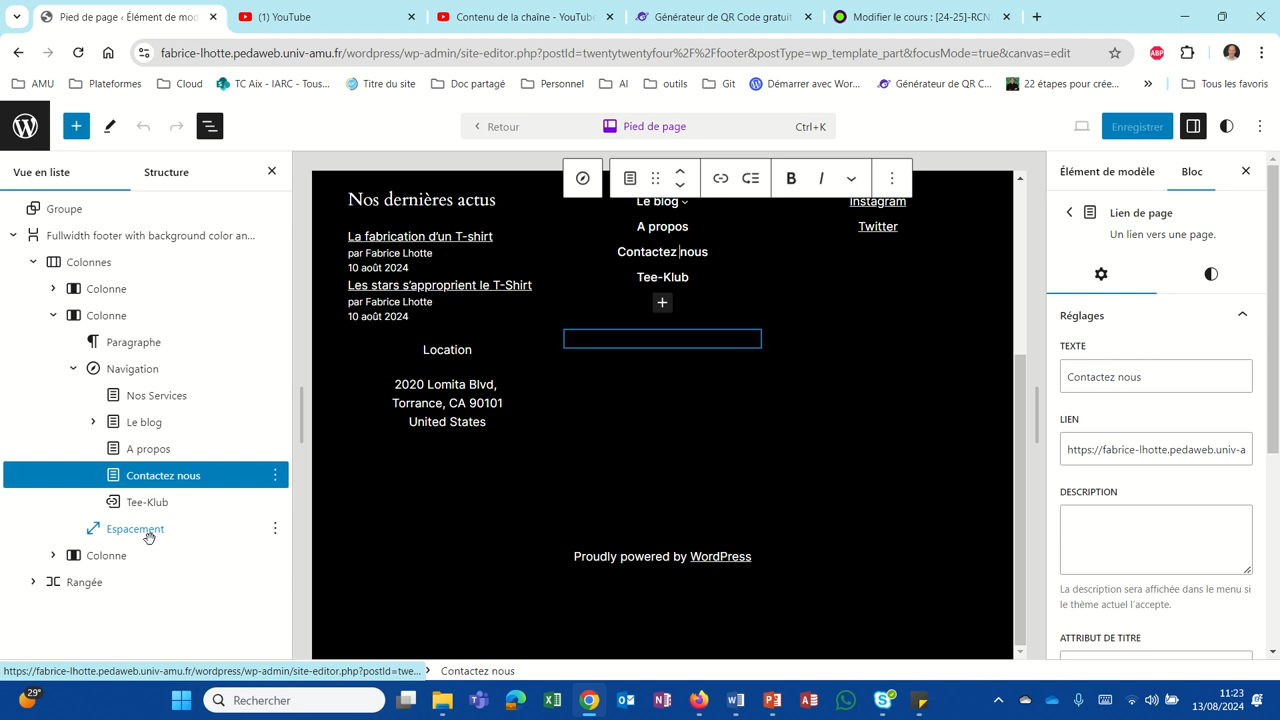 Pied de page ‹ Éditeur de mod
(1) YouTube
Contenu de la chaîne - YouTube
Générateur de QR Code gratuit
Modifier le cours : [24-25]-RCN
fabrice-lhotte.pedaweb.univ-amu.fr/wordpress/wp-admin/site-editor.php?postId=twentytwentyfour%2F%2Ffooter&postType=wp_template_part&focusMode=true&canvas=edit
AMU
Plateformes
Cloud
TC Aix - IARC - Tous...
Titre du site
Doc partagé
Personnel
AI
outils
Git
Démarrer avec Wor...
Générateur de QR C...
22 étapes pour crée...
»
Tous les favoris
Retour
Pied de page
Ctrl+K
Enregistrer
Vue en liste
Structure
Groupe
Fullwidth footer with background color an...
Colonnes
Colonne
Colonne
Paragraphe
Navigation
Nos Services
Le blog
A propos
Contactez nous
Tee-Klub
Espacement
Colonne
Rangée
Nos dernières actus
La fabrication d'un T-shirt
par Fabrice Lhotte
10 août 2024
Les stars s'approprient le T-Shirt
par Fabrice Lhotte
10 août 2024
Location
2020 Lomita Blvd,
Torrance, CA 90101
United States
B I
Le blog
A propos
Contactez nous
Tee-Klub
Instagram
Twitter
Proudly powered by WordPress
Élément de modèle
Bloc
Lien de page
Un lien vers une page.
Réglages
TEXTE
Contactez nous
LIEN
https://fabrice-lhotte.pedaweb.univ-a
DESCRIPTION
La description sera affichée dans le menu si
le thème actuel l'accepte.
ATTRIBUT DE TITRE
https://fabrice-lhotte.pedaweb.univ-amu.fr/wordpress/wp-admin/site-editor.php?postId=twe...
Contactez nous
29°
Rechercher
11:23
13/08/2024